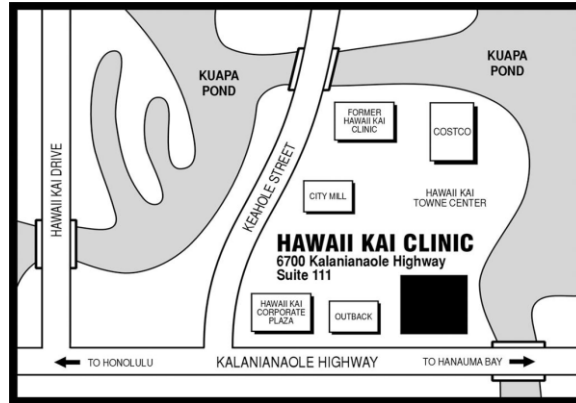 KUAPA
POND
KUAPA
POND
FORMER
HAWAII KAI
CLINIC
COSTCO
HAWAII KAI DRIVE
KEAHOLE STREET
CITY MILL
HAWAII KAI
TOWNE CENTER
HAWAII KAI CLINIC
6700 Kalanianaole Highway
Suite 111
HAWAII KAI
CORPORATE
PLAZA
OUTBACK
TO HONOLULU
KALANIANAOLE HIGHWAY
TO HANAUMA BAY